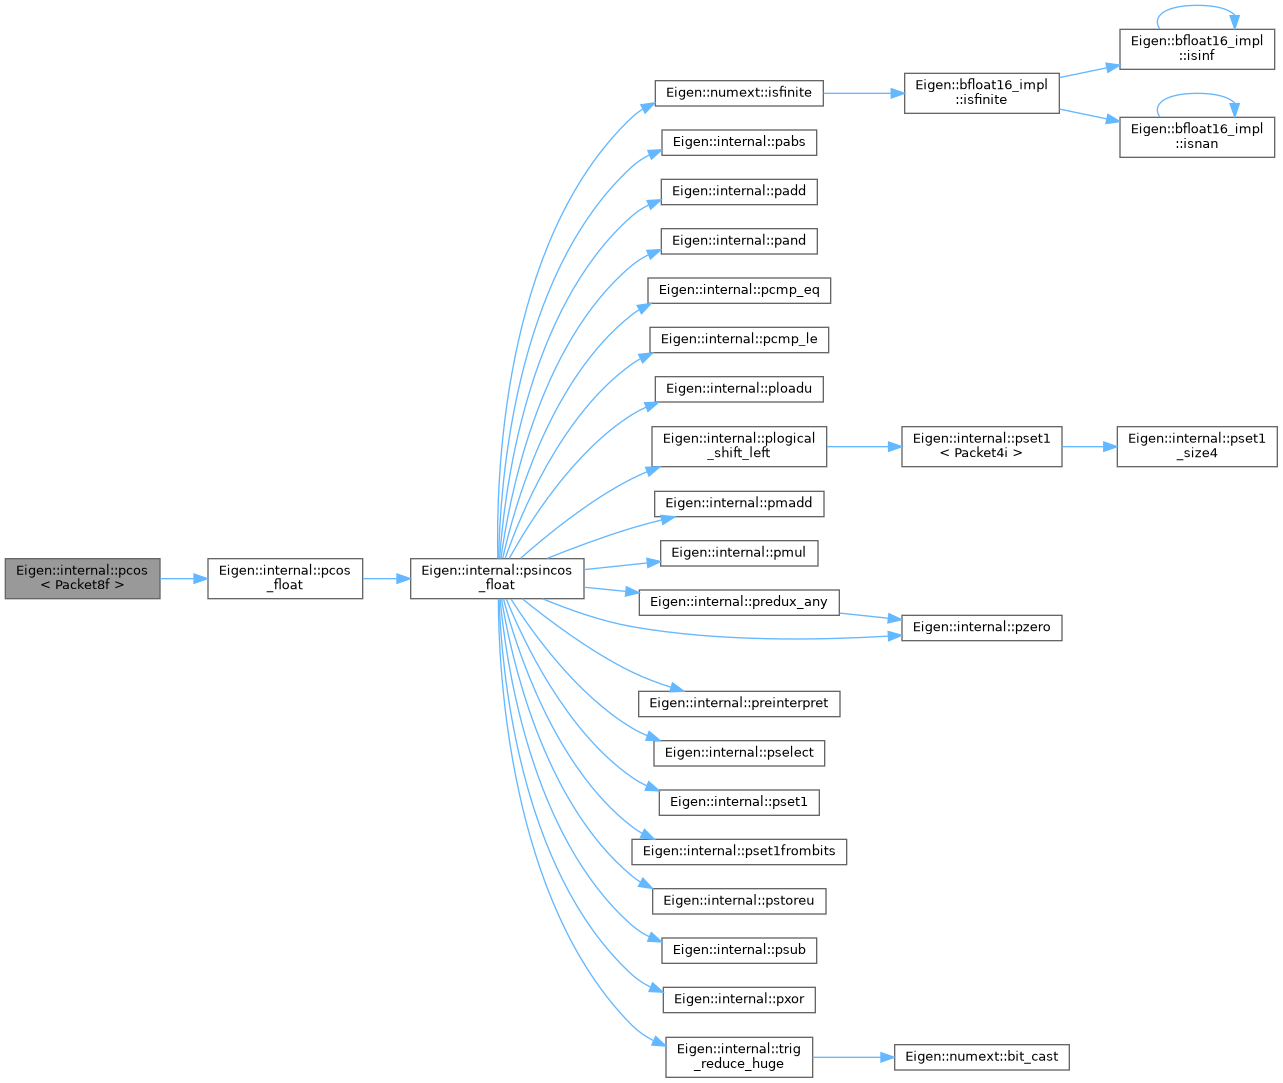 Eigen::internal::pcos
< Packet8f >
Eigen::internal::pcos
_float
Eigen::internal::psincos
_float
Eigen::numext::isfinite
Eigen::bfloat16_impl
::isfinite
Eigen::bfloat16_impl
::isinf
Eigen::bfloat16_impl
::isnan
Eigen::internal::pabs
Eigen::internal::padd
Eigen::internal::pand
Eigen::internal::pcmp_eq
Eigen::internal::pcmp_le
Eigen::internal::ploadu
Eigen::internal::plogical
_shift_left
Eigen::internal::pset1
< Packet4i >
Eigen::internal::pset1
_size4
Eigen::internal::pmadd
Eigen::internal::pmul
Eigen::internal::predux_any
Eigen::internal::pzero
Eigen::internal::preinterpret
Eigen::internal::pselect
Eigen::internal::pset1
Eigen::internal::pset1frombits
Eigen::internal::pstoreu
Eigen::internal::psub
Eigen::internal::pxor
Eigen::internal::trig
_reduce_huge
Eigen::numext::bit_cast